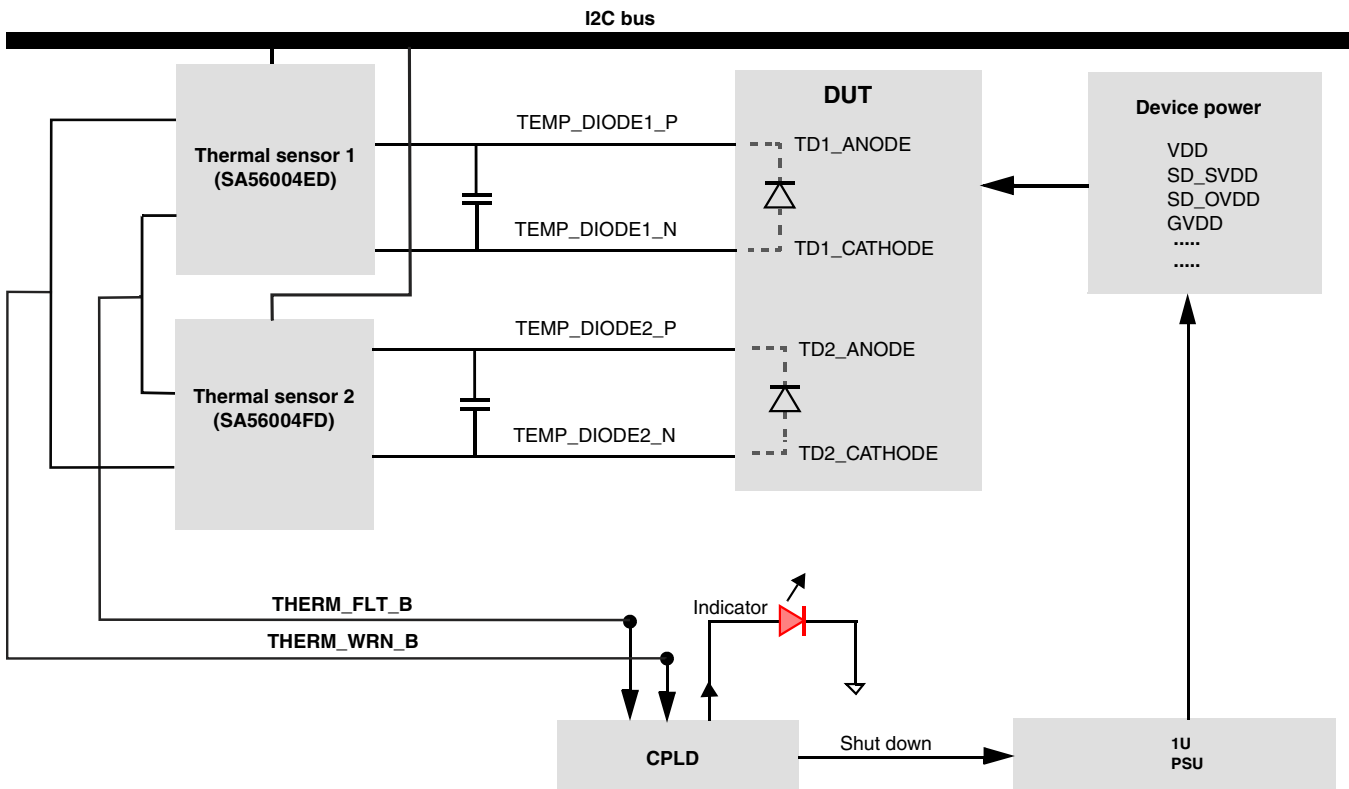 I2C bus
Thermal sensor 1
(SA56004ED)
TEMP_DIODE1_P
TEMP_DIODE1_N
DUT
TD1_ANODE
TD1_CATHODE
Device power
VDD
SD_SVDD
SD_OVDD
GVDD
.....
.....
Thermal sensor 2
(SA56004FD)
TEMP_DIODE2_P
TEMP_DIODE2_N
TD2_ANODE
TD2_CATHODE
THERM_FLT_B
THERM_WRN_B
Indicator
CPLD
Shut down
1U
PSU